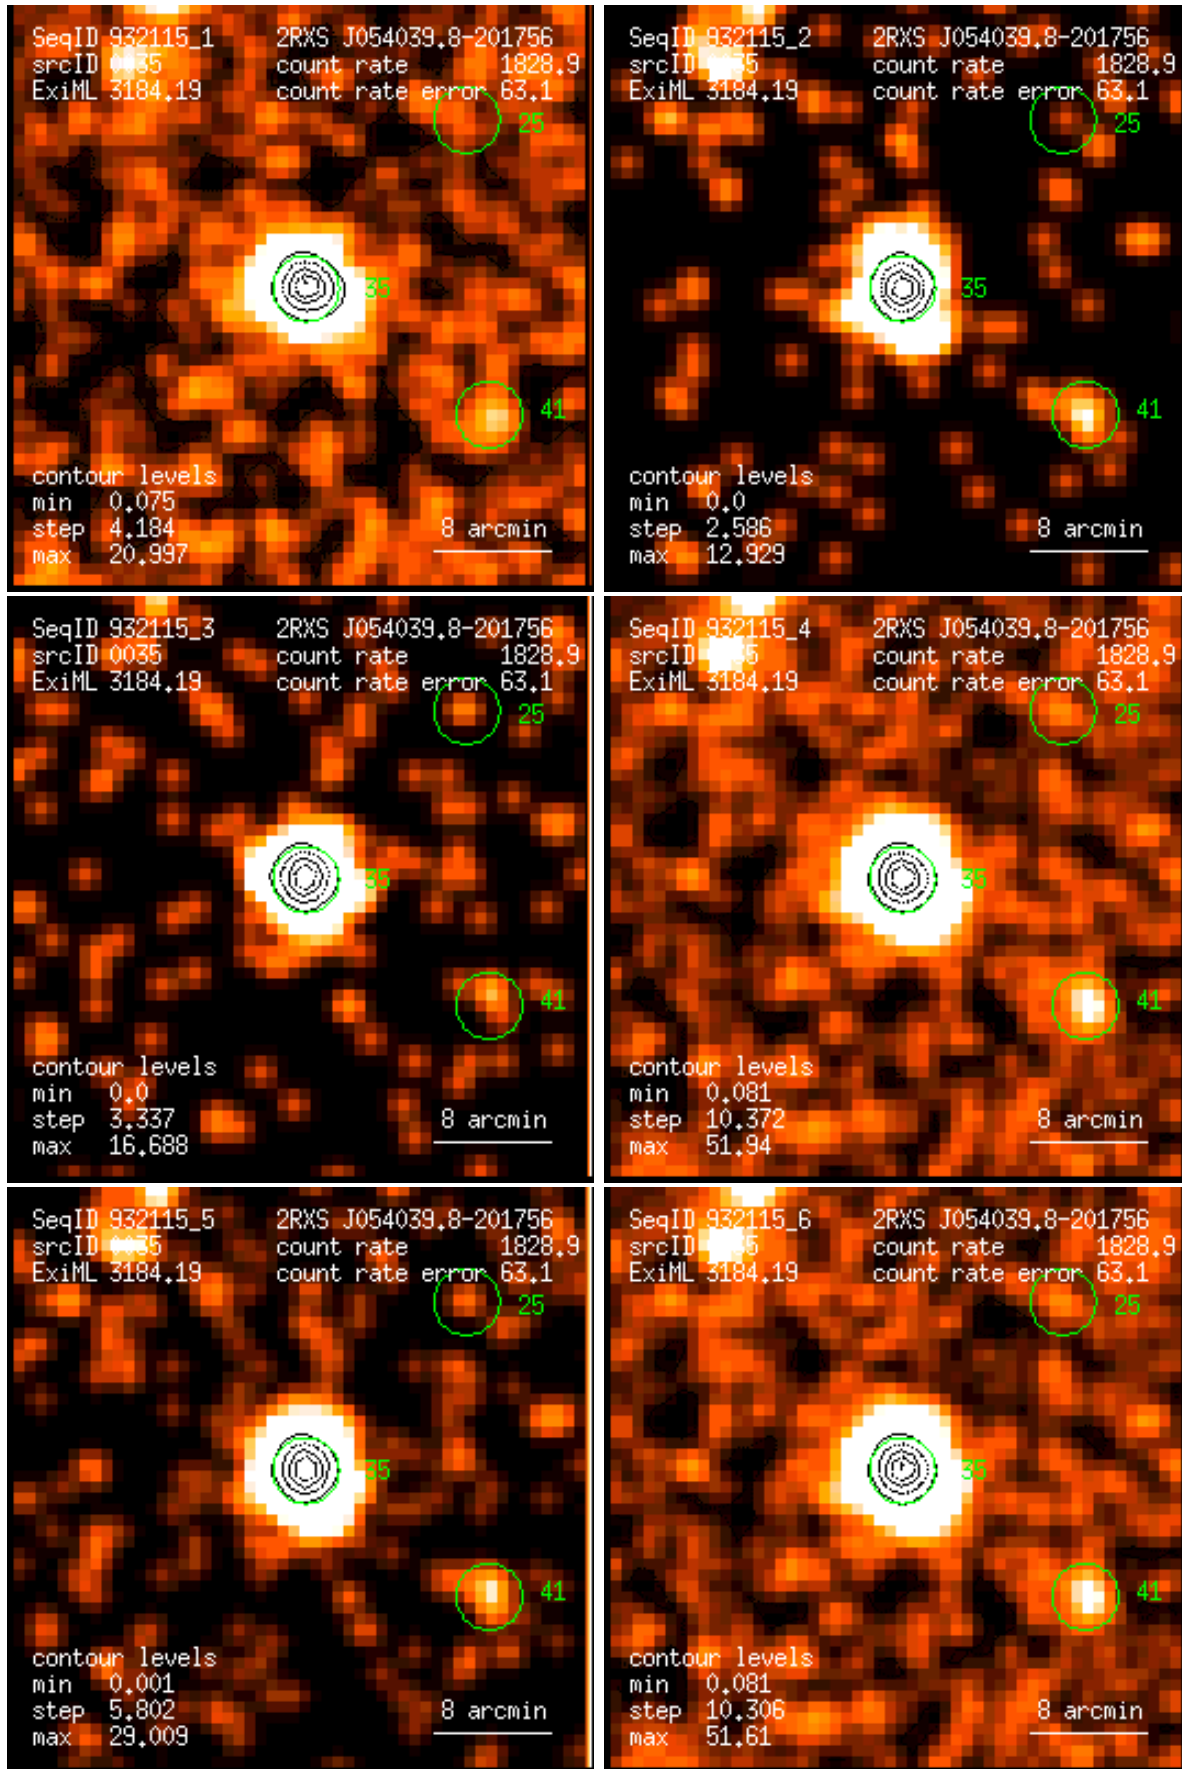 SeqID 932115_1 2RXS J054039.8-201756
srcID 0035 count rate 1828.9
ExiML 3184.19 count rate error 63.1
25
35
41
contour levels
min 0.075
step 4.184 8 arcmin
max 20.997
SeqID 932115_2 2RXS J054039.8-201756
srcID 0035 count rate 1828.9
ExiML 3184.19 count rate error 63.1
25
35
41
contour levels
min 0.0
step 2.586 8 arcmin
max 12.929
SeqID 932115_3 2RXS J054039.8-201756
srcID 0035 count rate 1828.9
ExiML 3184.19 count rate error 63.1
25
35
41
contour levels
min 0.0
step 3.337 8 arcmin
max 16.688
SeqID 932115_4 2RXS J054039.8-201756
srcID 0035 count rate 1828.9
ExiML 3184.19 count rate error 63.1
25
35
41
contour levels
min 0.081
step 10.372 8 arcmin
max 51.94
SeqID 932115_5 2RXS J054039.8-201756
srcID 0035 count rate 1828.9
ExiML 3184.19 count rate error 63.1
25
35
41
contour levels
min 0.001
step 5.802 8 arcmin
max 29.009
SeqID 932115_6 2RXS J054039.8-201756
srcID 0035 count rate 1828.9
ExiML 3184.19 count rate error 63.1
25
35
41
contour levels
min 0.081
step 10.306 8 arcmin
max 51.61